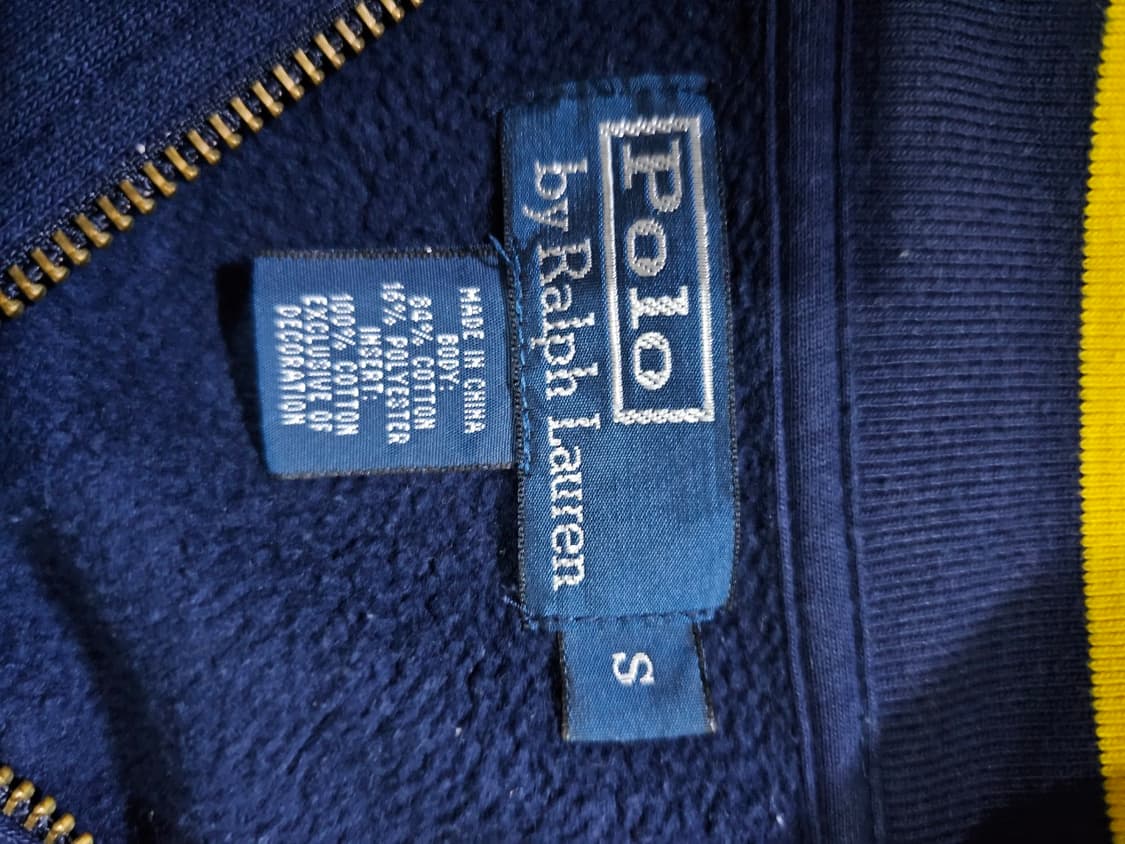 Polo
by Ralph Lauren
S
MADE IN CHINA
BODY:
84% COTTON
16% POLYESTER
INSERT:
100% COTTON
EXCLUSIVE OF
DECORATION